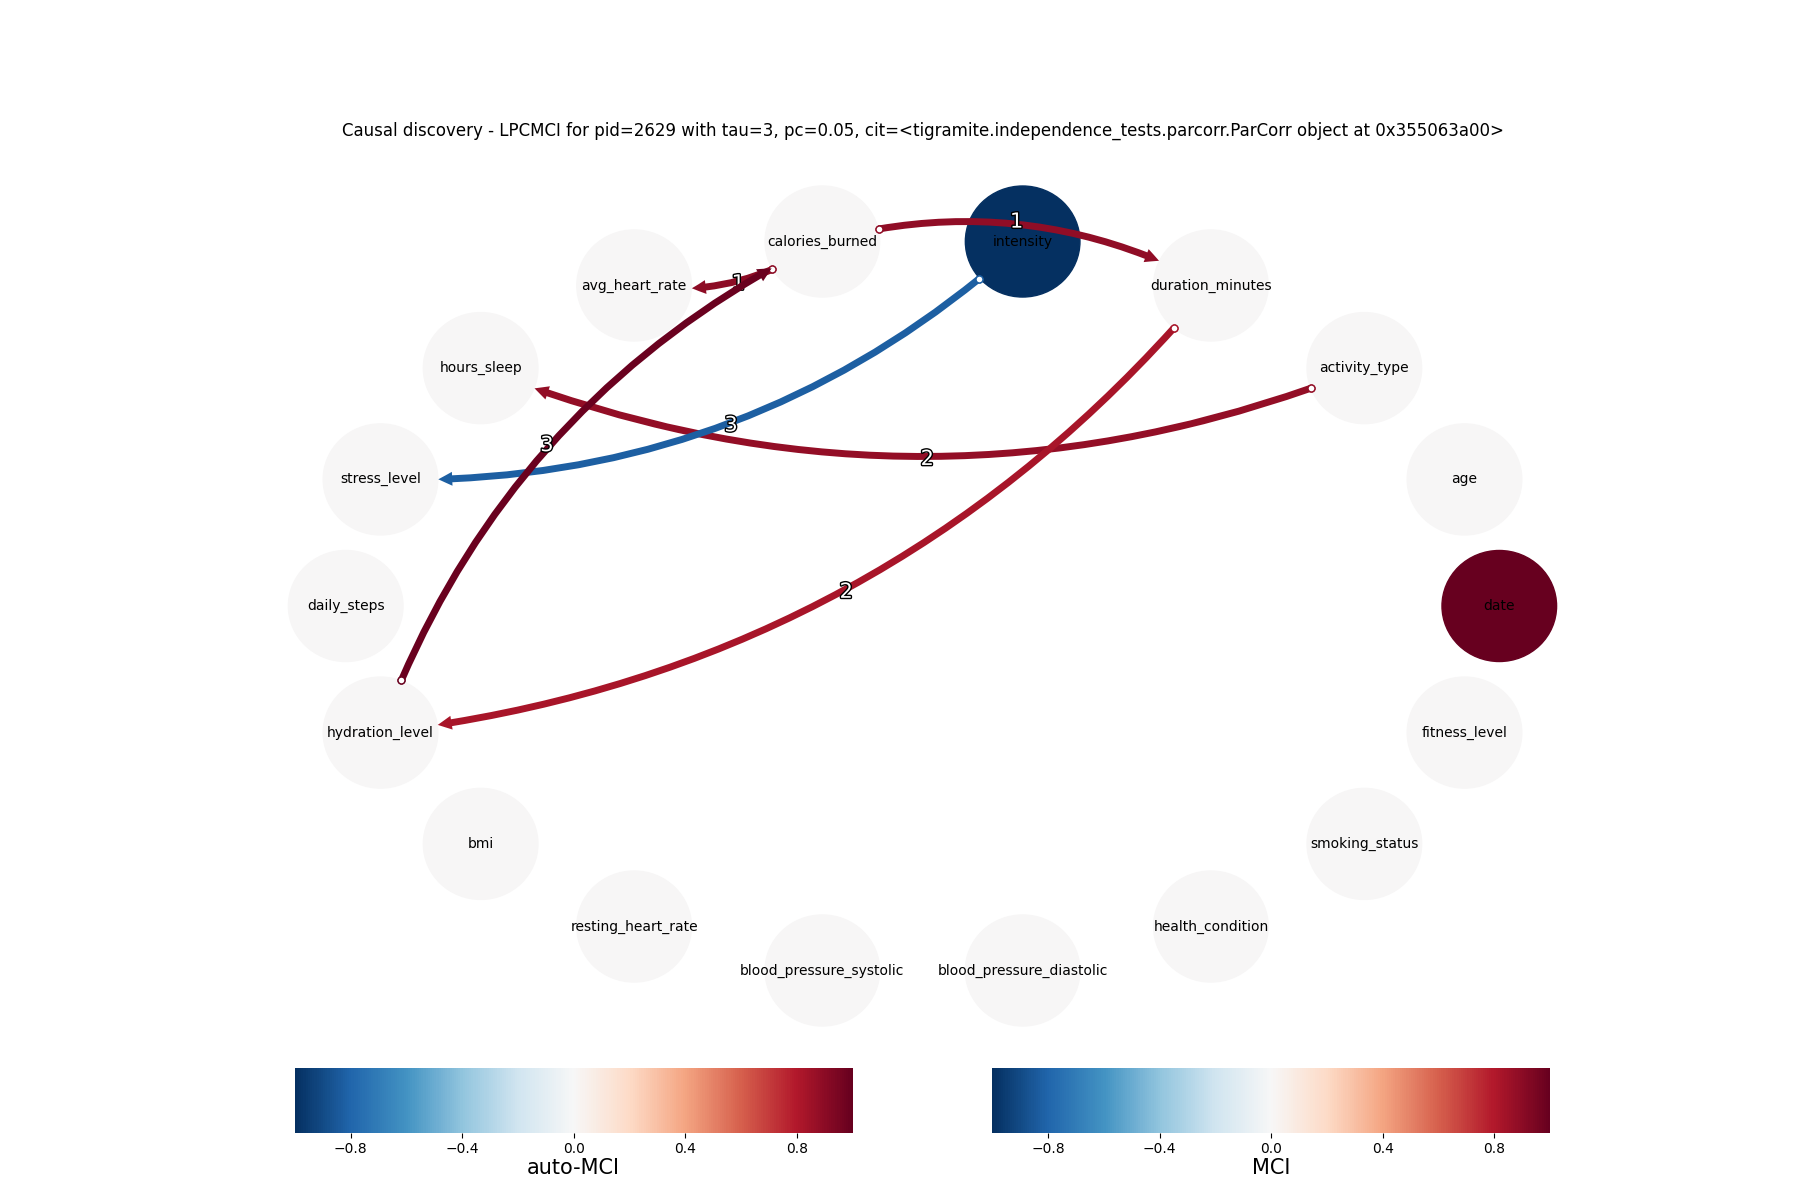 Causal discovery - LPCMCI for pid=2629 with tau=3, pc=0.05, cit=<tigramite.independence_tests.parcorr.ParCorr object at 0x355063a00>
1
calories_burned
intensity
1
avg_heart_rate
duration_minutes
hours_sleep
activity_type
3
3
2
stress_level
age
2
daily_steps
date
hydration_level
fitness_level
bmi
smoking_status
resting_heart_rate
health_condition
blood_pressure_systolic
blood_pressure_diastolic
−0.8 −0.4 0.0 0.4 0.8
auto-MCI
−0.8 −0.4 0.0 0.4 0.8
MCI